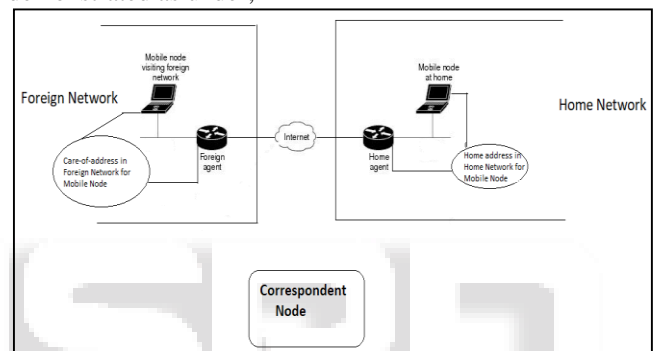 Mobile node
visiting foreign
network
Foreign Network
Care-of-address in
Foreign Network for
Mobile Node
Foreign
agent
Internet
Mobile node
at home
Home Network
Home
agent
Home address in
Home Network for
Mobile Node
Correspondent
Node